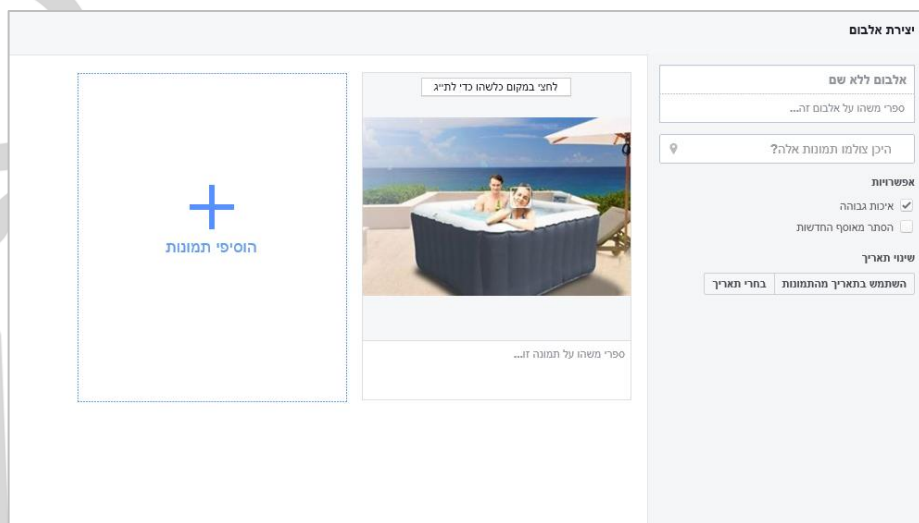 יצירת אלבום
אלבום ללא שם
ספרי משהו על אלבום זה...
היכן צולמו תמונות אלה?
אפשרויות
איכות גבוהה
הסתר מאוסף החדשות
שינוי תאריך
השתמש בתאריך מהתמונות
בחרי תאריך
לחצי במקום כלשהו כדי לתייג
ספרי משהו על תמונה זו...
הוסיפי תמונות